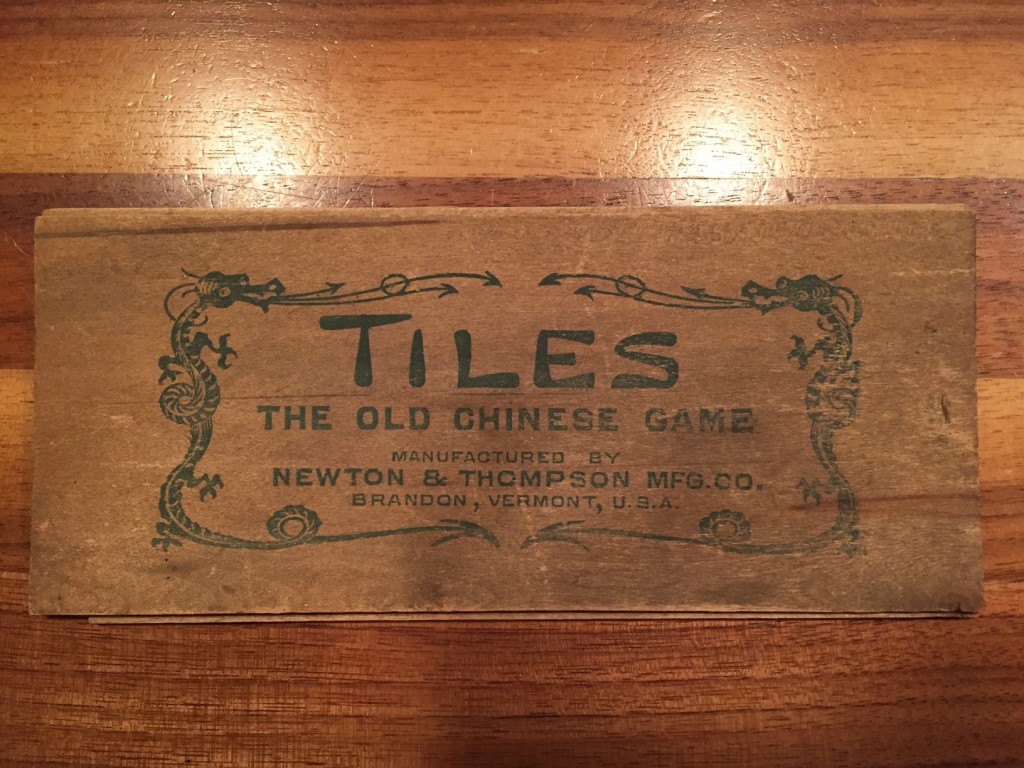 TILES
THE OLD CHINESE GAME
MANUFACTURED BY
NEWTON & THOMPSON MFG.CO.
BRANDON, VERMONT, U.S.A.